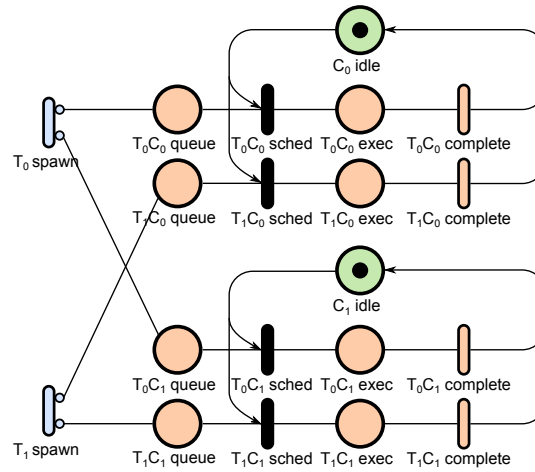 C₀ idle
T₀C₀ queue T₀C₀ sched T₀C₀ exec T₀C₀ complete
T₀ spawn
T₁C₀ queue T₁C₀ sched T₁C₀ exec T₁C₀ complete
C₁ idle
T₀C₁ queue T₀C₁ sched T₀C₁ exec T₀C₁ complete
T₁ spawn
T₁C₁ queue T₁C₁ sched T₁C₁ exec T₁C₁ complete